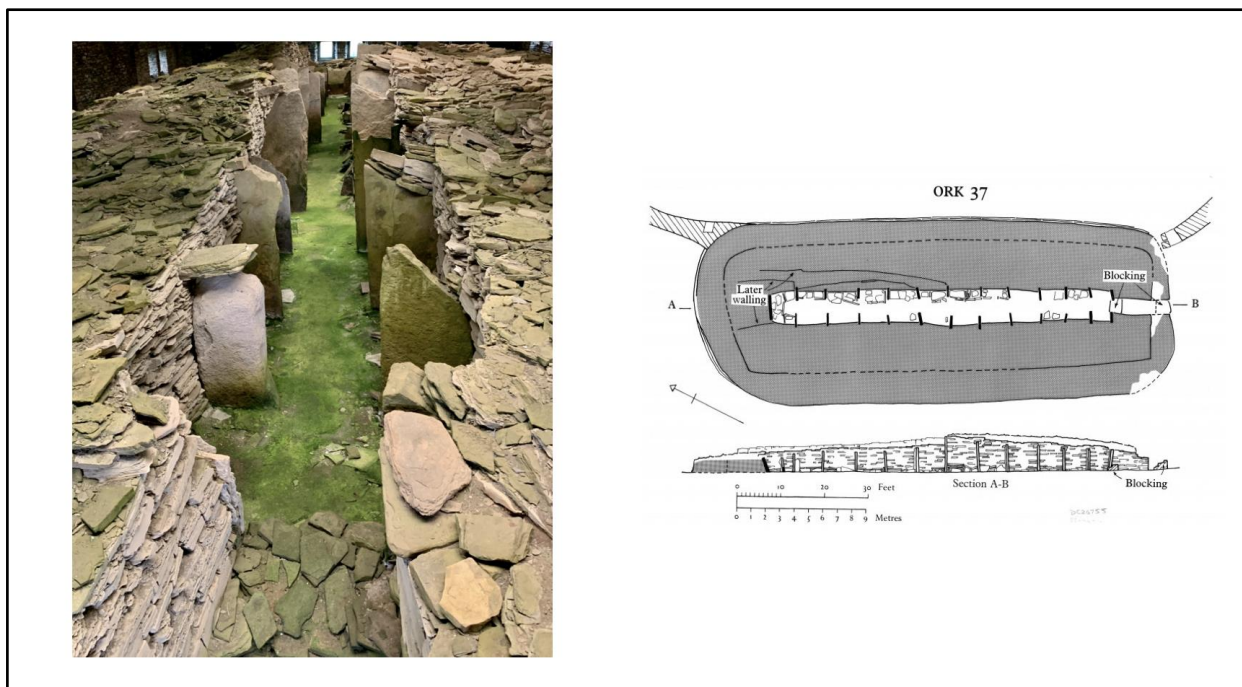 ORK 37
Blocking
Later
walling
A
B
0 10 20 30 Feet
Section A-B
Blocking
0 1 2 3 4 5 6 7 8 9 Metres